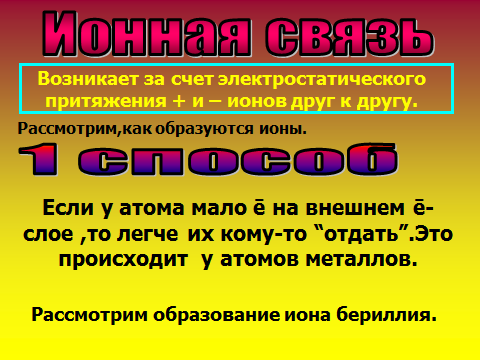 Ионная связь
Возникает за счет электростатического
притяжения + и – ионов друг к другу.
Рассмотрим,как образуются ионы.
1 способ
Если у атома мало ē на внешнем ē-
слое ,то легче их кому-то “отдать”.Это
происходит у атомов металлов.
Рассмотрим образование иона бериллия.